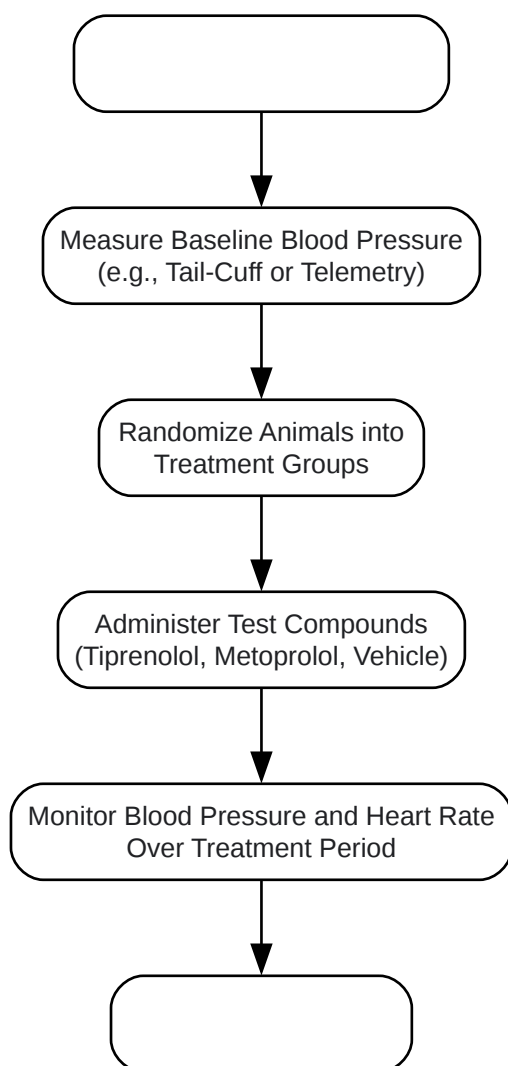 Measure Baseline Blood Pressure
(e.g., Tail-Cuff or Telemetry)
Randomize Animals into
Treatment Groups
Administer Test Compounds
(Tiprenolol, Metoprolol, Vehicle)
Monitor Blood Pressure and Heart Rate
Over Treatment Period